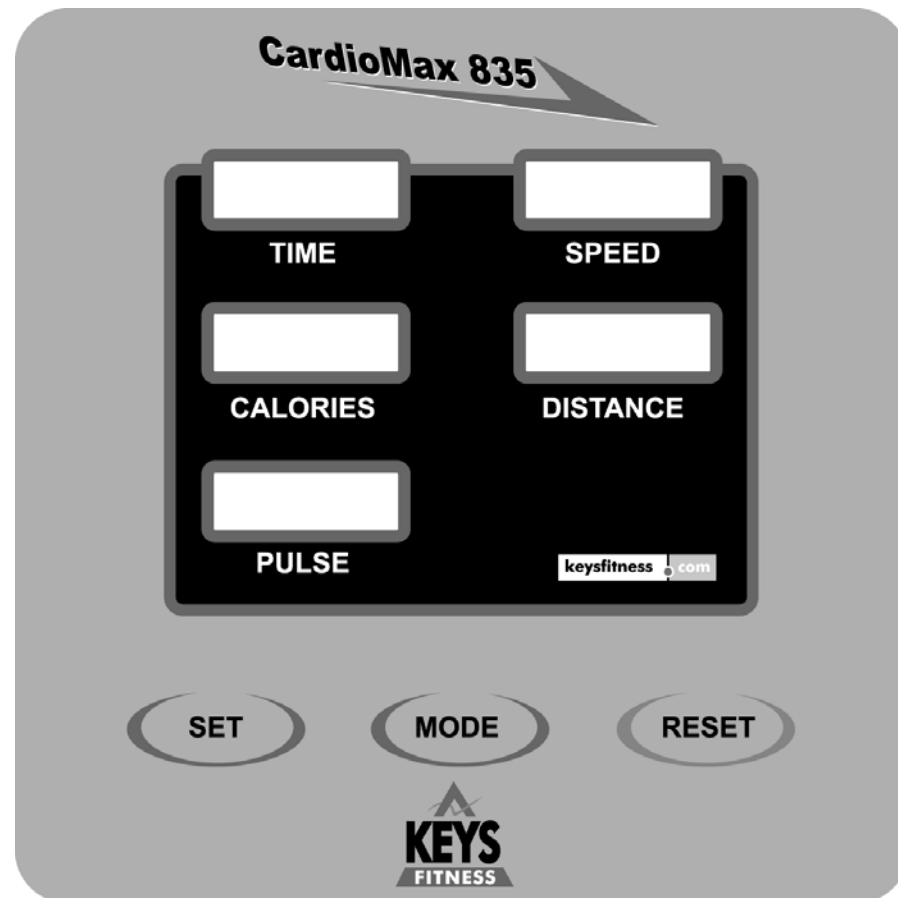 CardioMax 835
TIME
SPEED
CALORIES
DISTANCE
PULSE
keysfitness.com
SET
MODE
RESET
KEYS
FITNESS